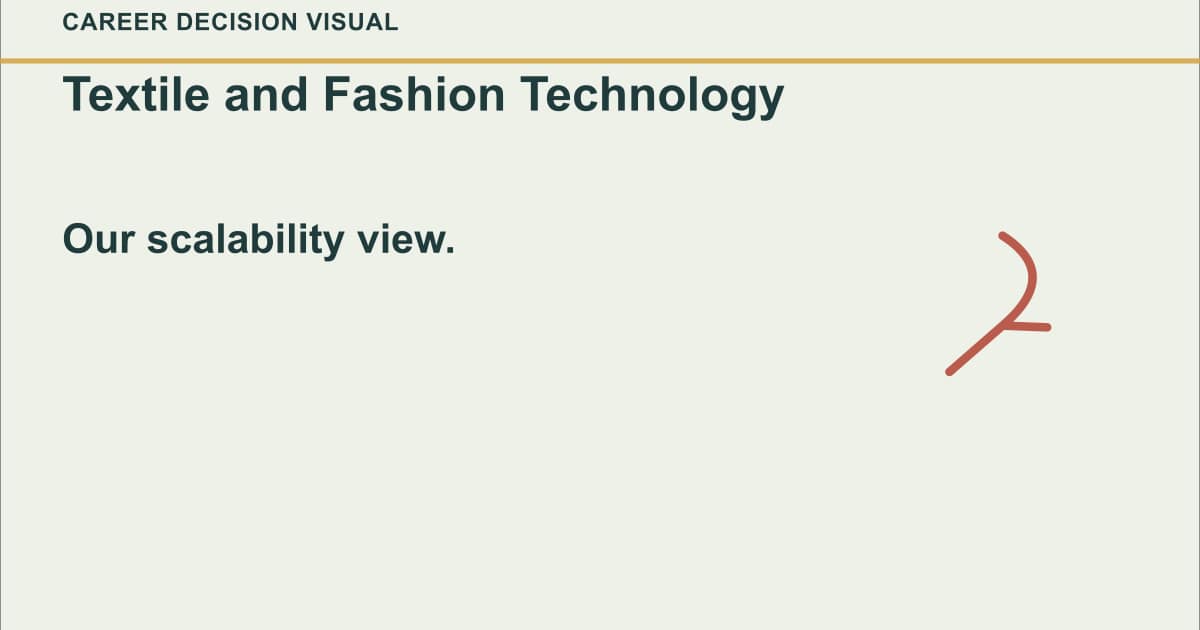 CAREER DECISION VISUAL
Textile and Fashion Technology
Our scalability view.